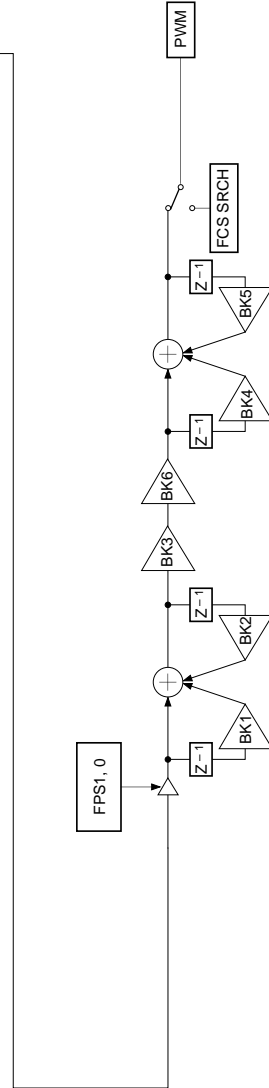 FPS1, 0
Z – 1
BK1
BK2
Z – 1
BK3
BK6
Z – 1
BK4
BK5
Z – 1
FCS SRCH
PWM